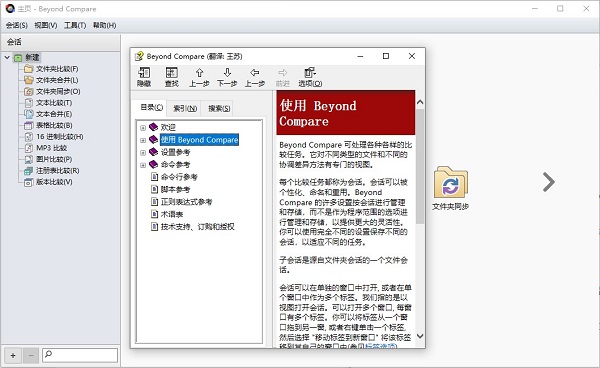 主页 - Beyond Compare
会话(S) 视图(V) 工具(T) 帮助(H)
会话
新建
文件夹比较(F)
文件夹合并(L)
文件夹同步(O)
文本比较(T)
文本合并(E)
表格比较(B)
16 进制比较(H)
MP3 比较
图片比较(P)
注册表比较(R)
版本比较(V)
Beyond Compare (翻译: 王苏)
隐藏 查找 上一步 下一步 上一步 前进 选项(O)
目录(C) 索引(N) 搜索(S)
欢迎
使用 Beyond Compare
设置参考
命令参考
命令行参考
脚本参考
正则表达式参考
术语表
技术支持、订购和授权
使用 Beyond
Compare
Beyond Compare 可处理各种各样的比
较任务。它对不同类型的文件和不同的
协调差异方法有专门的视图。
每个比较任务都称为会话。会话可以被
个性化、命名和重用。Beyond
Compare 的许多设置按会话进行管理
和存储，而不是作为程序范围的选项进
行管理和存储，以提供更大的灵活性。
你可以使用完全不同的设置保存不同的
会话，以适应不同的任务。
子会话是源自文件夹会话的一个文件会
话。
会话可以在单独的窗口中打开, 或者在单
个窗口中作为多个标签。我们指的是以
视图打开会话。可以打开多个窗口, 每窗
口有多个标签。你可以将标签从一个窗
口拖到另一窗, 或者右键单击一个标签,
然后选择 "移动标签到新窗口" 将该标签
移到其自己的窗口中(参见标签选项)
文件夹同步